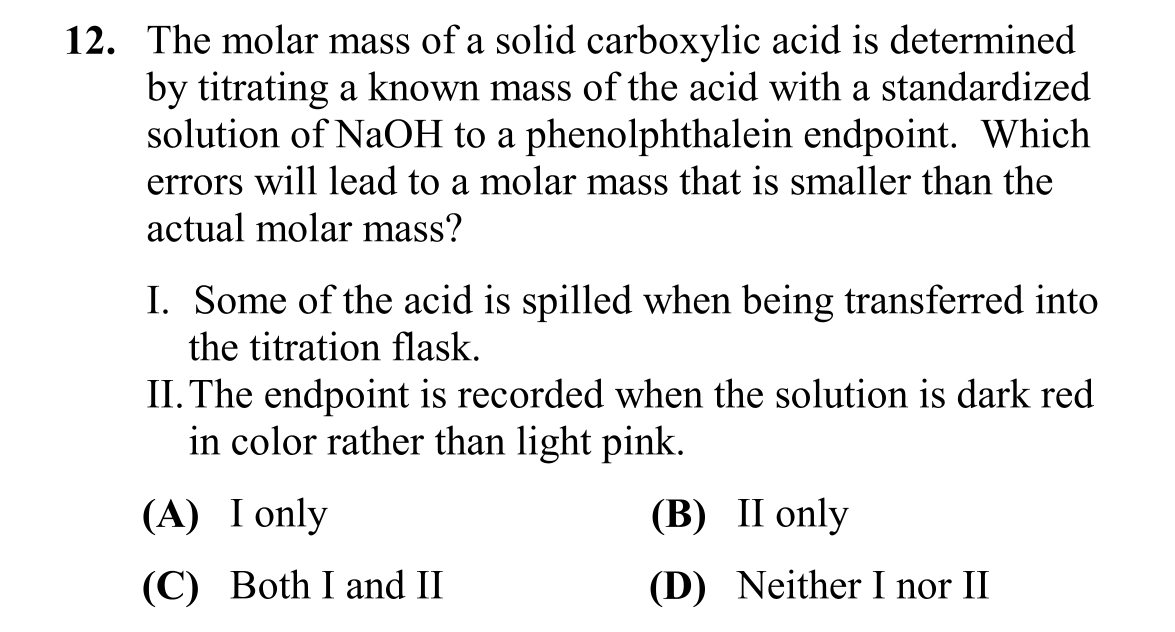 12. The molar mass of a solid carboxylic acid is determined
by titrating a known mass of the acid with a standardized
solution of NaOH to a phenolphthalein endpoint. Which
errors will lead to a molar mass that is smaller than the
actual molar mass?
I. Some of the acid is spilled when being transferred into
the titration flask.
II. The endpoint is recorded when the solution is dark red
in color rather than light pink.
(A) I only (B) II only
(C) Both I and II (D) Neither I nor II